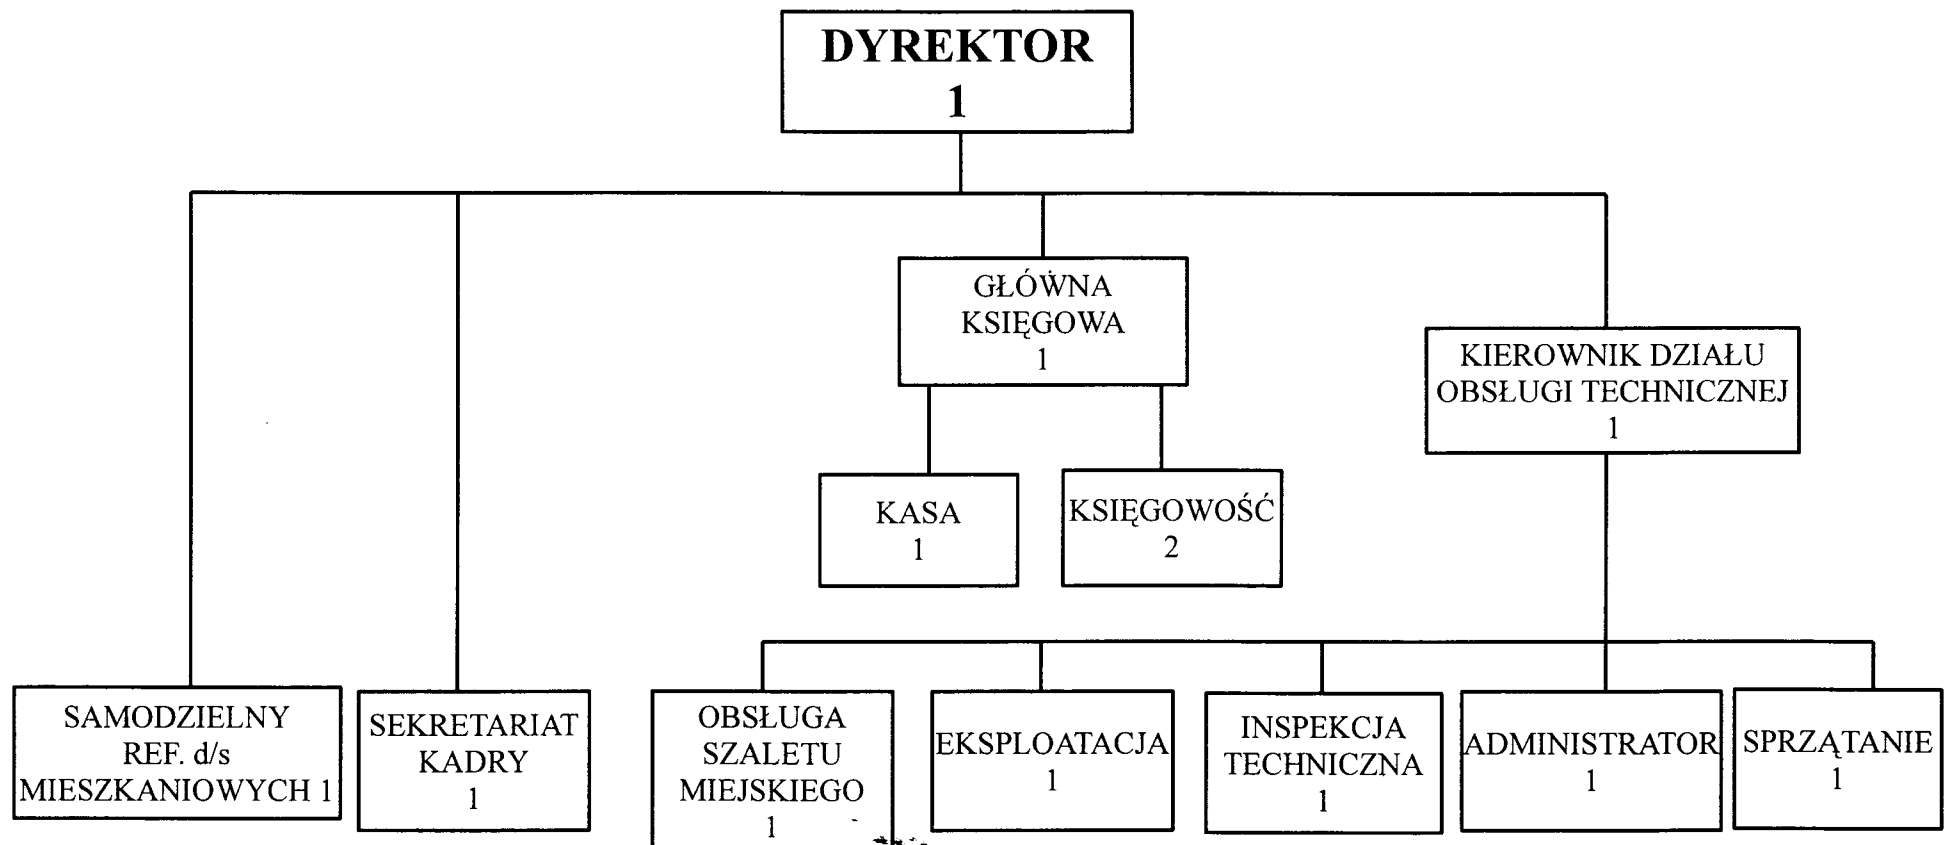 DYREKTOR
1
GŁÓWNA
KSIĘGOWA
1
KIEROWNIK DZIAŁU
OBSŁUGI TECHNICZNEJ
1
KASA
1
KSIĘGOWOŚĆ
2
SAMODZIELNY
REF. d/s
MIESZKANIOWYCH 1
SEKRETARIAT
KADRY
1
OBSŁUGA
SZALETU
MIEJSKIEGO
1
EKSPLOATACJA
1
INSPEKCJA
TECHNICZNA
1
ADMINISTRATOR
1
SPRZĄTANIE
1